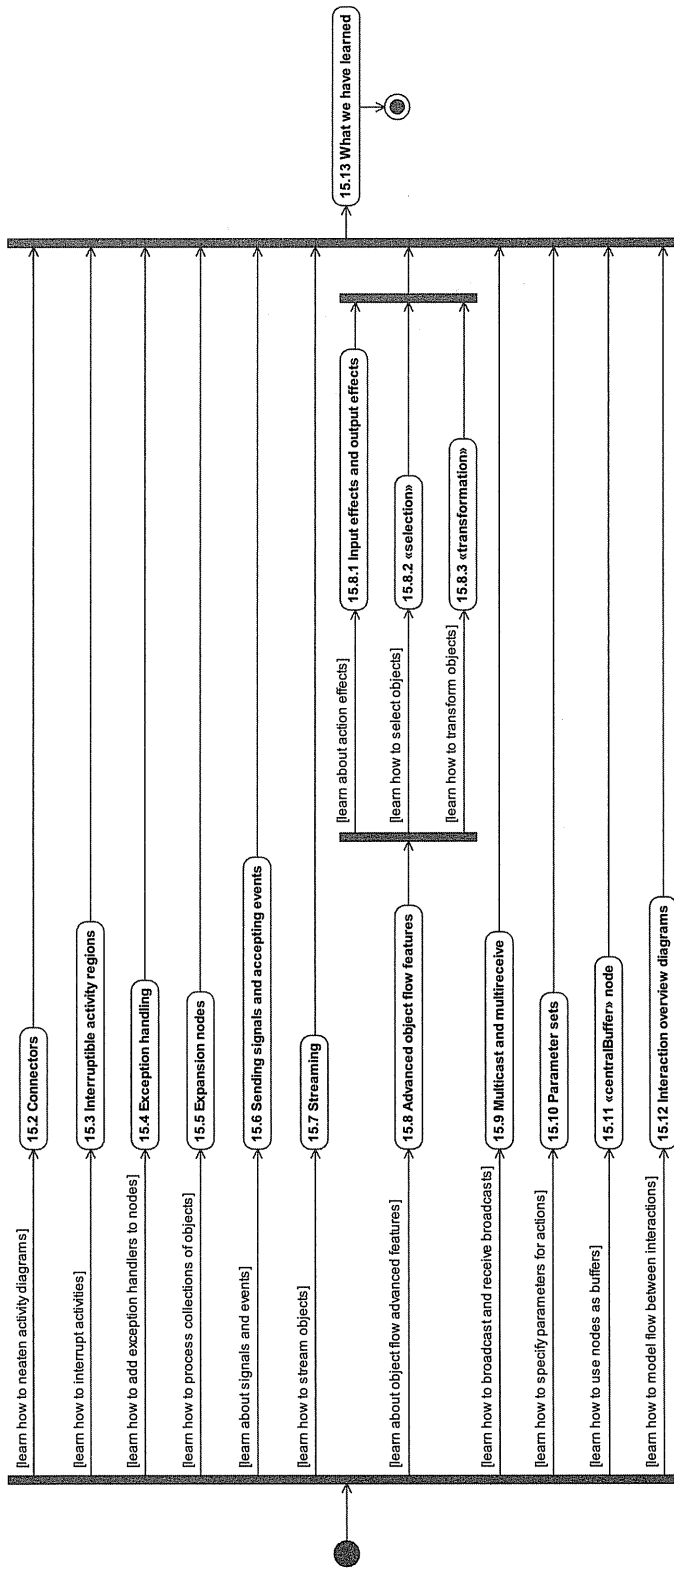 [learn how to neaten activity diagrams]
15.2 Connectors
[learn how to interrupt activities]
15.3 Interruptible activity regions
[learn how to add exception handlers to nodes]
15.4 Exception handling
[learn how to process collections of objects]
15.5 Expansion nodes
[learn about signals and events]
15.6 Sending signals and accepting events
[learn how to stream objects]
15.7 Streaming
[learn about object flow advanced features]
15.8 Advanced object flow features
[learn about action effects]
15.8.1 Input effects and output effects
[learn how to select objects]
15.8.2 «selection»
[learn how to transform objects]
15.8.3 «transformation»
[learn how to broadcast and receive broadcasts]
15.9 Multicast and multireceive
[learn how to specify parameters for actions]
15.10 Parameter sets
[learn how to use nodes as buffers]
15.11 «centralBuffer» node
[learn how to model flow between interactions]
15.12 Interaction overview diagrams
15.13 What we have learned